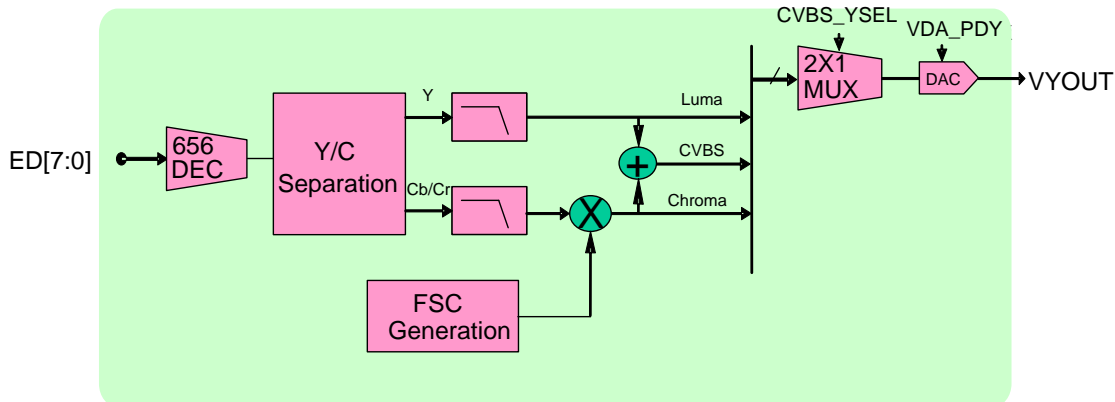 CVBS_YSEL
VDA_PDY
2X1
MUX
DAC
VYOUT
Y
Luma
656
DEC
ED[7:0]
Y/C
Separation
CVBS
+
Cb/Cr
Chroma
X
FSC
Generation